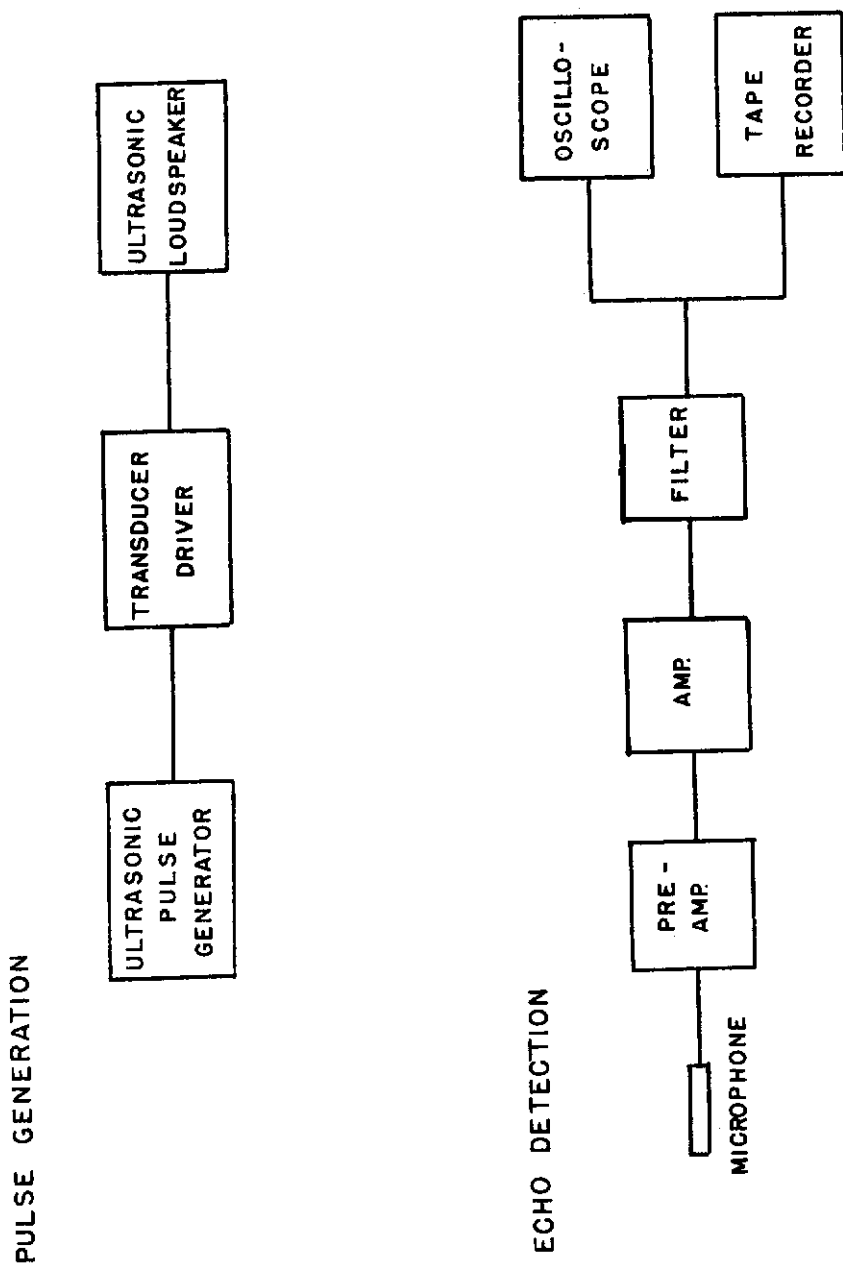 PULSE GENERATION
ULTRASONIC
PULSE
GENERATOR
TRANSDUCER
DRIVER
ULTRASONIC
LOUDSPEAKER
ECHO DETECTION
MICROPHONE
PRE-
AMP.
AMP.
FILTER
OSCILLO-
SCOPE
TAPE
RECORDER